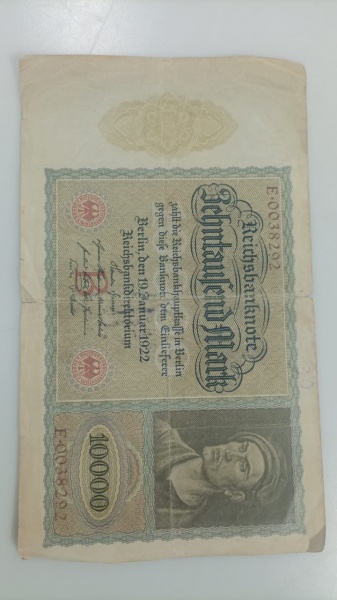 Reichsbanknote
E·0038292
Zehntausend Mark
zahlt die Reichsbankhauptkasse in Berlin
gegen diese Banknote dem Einlieferer
Berlin, den 19. Januar 1922
Reichsbankdirektorium
B
10000
E·0038292